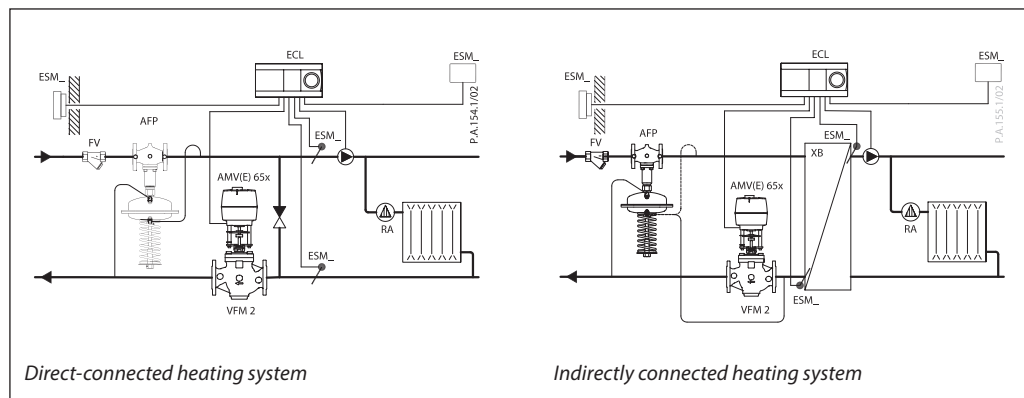 ECL
ESM_
ESM_
P.A.154.1/02
AFP
FV
ESM_
AMV(E) 65x
RA
ESM_
VFM 2
Direct-connected heating system
ECL
ESM_
ESM_
P.A.155.1/02
AFP
FV
ESM_
XB
AMV(E) 65x
RA
ESM_
VFM 2
Indirectly connected heating system